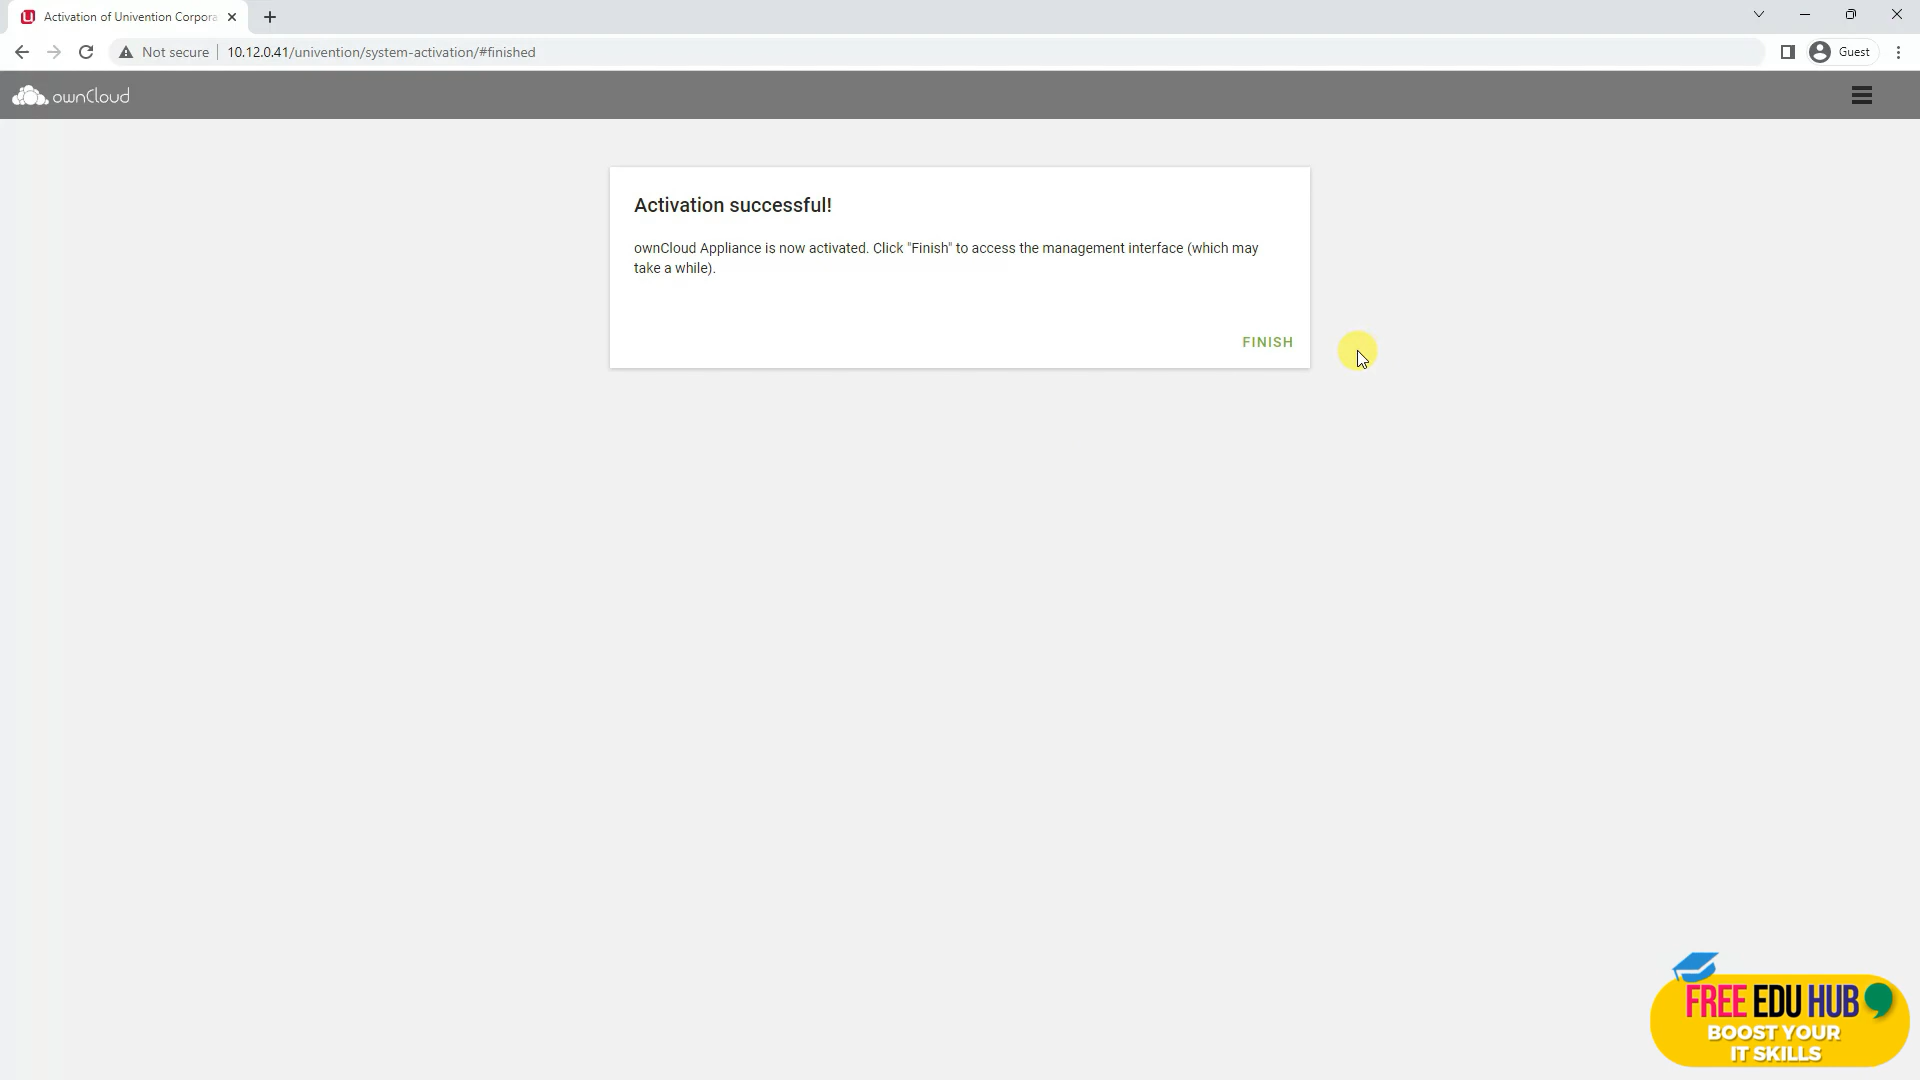 Activation of Univention Corpora
Not secure
10.12.0.41/univention/system-activation/#finished
Guest
ownCloud
Activation successful!
ownCloud Appliance is now activated. Click "Finish" to access the management interface (which may
take a while).
FINISH
FREE EDU HUB
BOOST YOUR
IT SKILLS